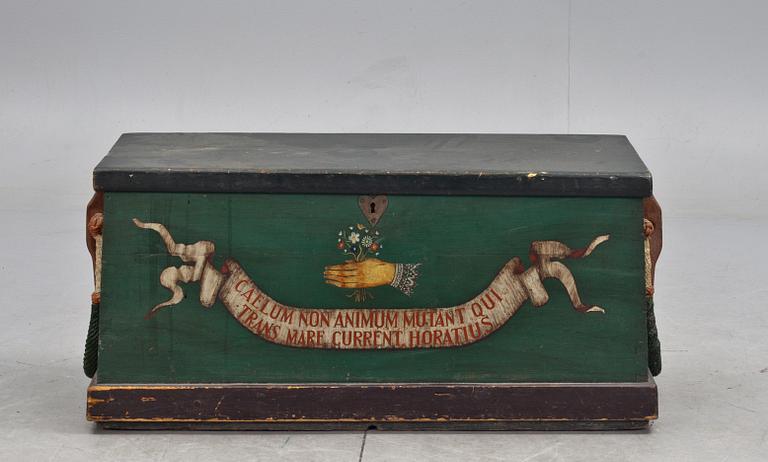 CAELUM NON ANIMUM MUTANT QUI
TRANS MARE CURRENT. HORATIUS